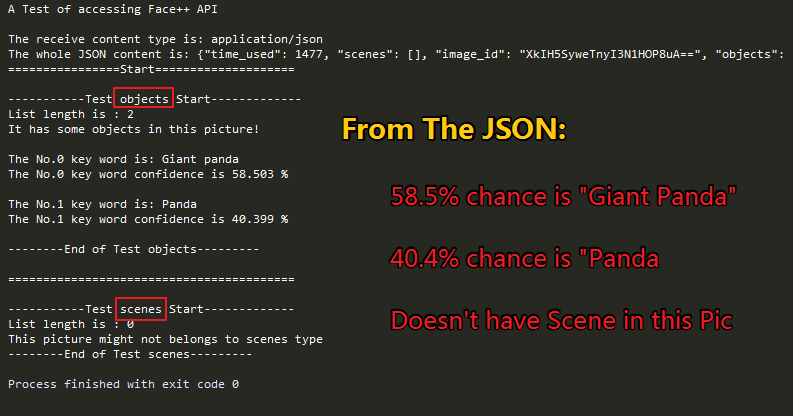 A Test of accessing Face++ API
The receive content type is: application/json
The whole JSON content is: {"time_used": 1477, "scenes": [], "image_id": "XkIH5SyweTnyI3N1HOP8uA==", "objects":
===============Start===================
-----------Test objects Start-------------
List length is : 2
It has some objects in this picture!
The No.0 key word is: Giant panda
The No.0 key word confidence is 58.503 %
The No.1 key word is: Panda
The No.1 key word confidence is 40.399 %
--------End of Test objects---------
======================================
-----------Test scenes Start------------
List length is : 0
This picture might not belongs to scenes type
--------End of Test scenes---------
Process finished with exit code 0
From The JSON:
58.5% chance is "Giant Panda"
40.4% chance is "Panda
Doesn't have Scene in this Pic